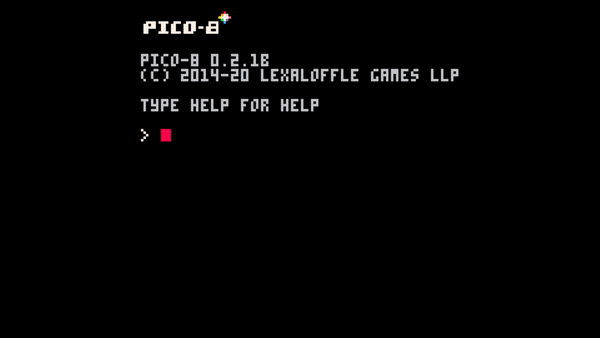 PICO-8
PICO-8 0.2.1B
(C) 2014-20 LEXALOFFLE GAMES LLP
TYPE HELP FOR HELP
>